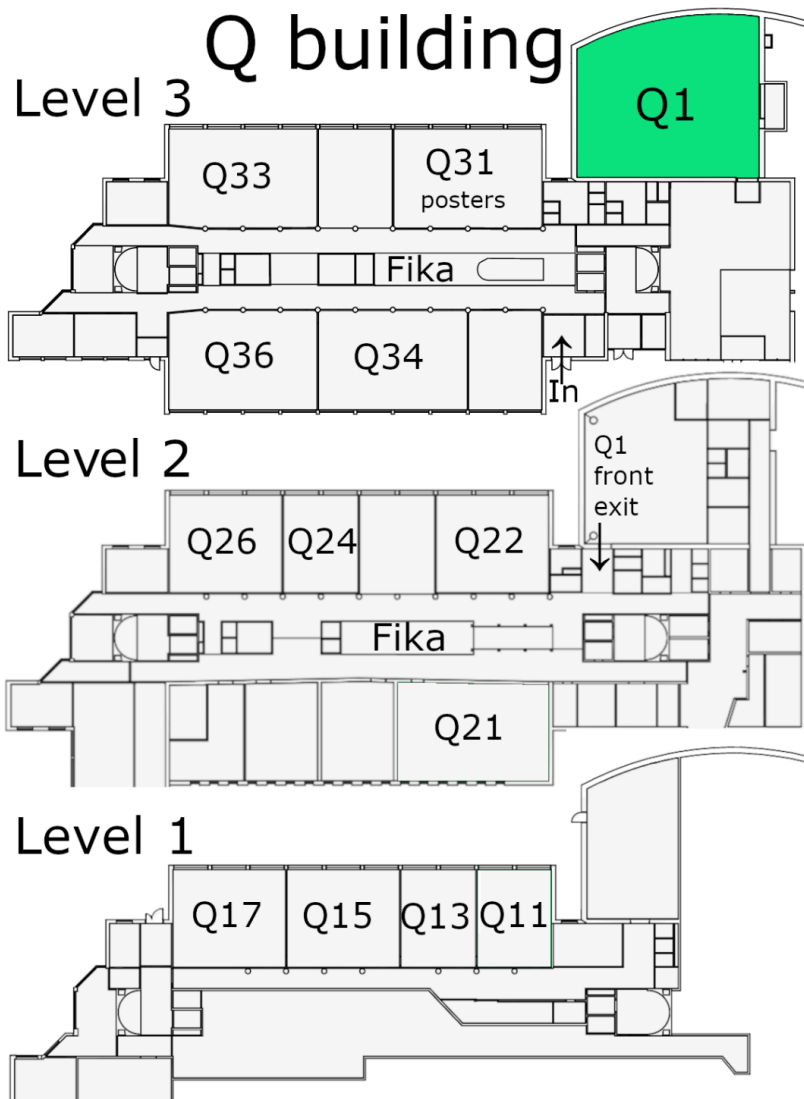 Q building
Level 3
Q1
Q33
Q31
posters
Fika
Q36
Q34
In
Level 2
Q1
front
exit
Q26
Q24
Q22
Fika
Q21
Level 1
Q17
Q15
Q13
Q11